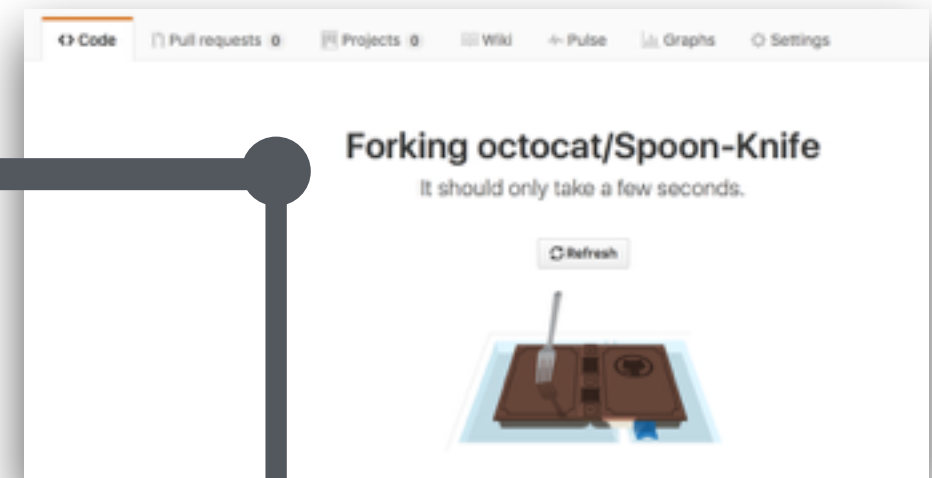 <> Code Pull requests 0 Projects 0 Wiki Pulse Graphs Settings
Forking octocat/Spoon-Knife
It should only take a few seconds.
Refresh